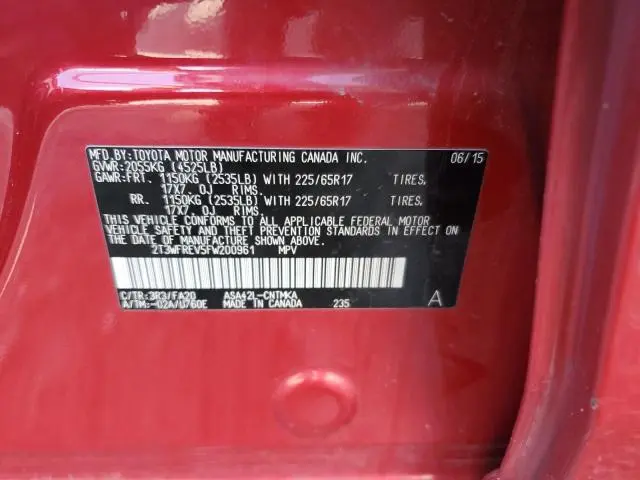 MFD.BY:TOYOTA MOTOR MANUFACTURING CANADA INC. 06/15
GVWR:2055KG (4525LB)
GAWR:FRT. 1150KG (2535LB) WITH 225/65R17 TIRES,
17X7.0J RIMS,
RR. 1150KG (2535LB) WITH 225/65R17 TIRES,
17X7.0J RIMS.
THIS VEHICLE CONFORMS TO ALL APPLICABLE FEDERAL MOTOR
VEHICLE SAFETY AND THEFT PREVENTION STANDARDS IN EFFECT
ON THE DATE OF MANUFACTURE SHOWN ABOVE.
2T3WFREV5FW200961 MPV
C/TR:3R3/FA20 ASA42L-CNTMKA
A/TM:-02A/U760E MADE IN CANADA 235 A